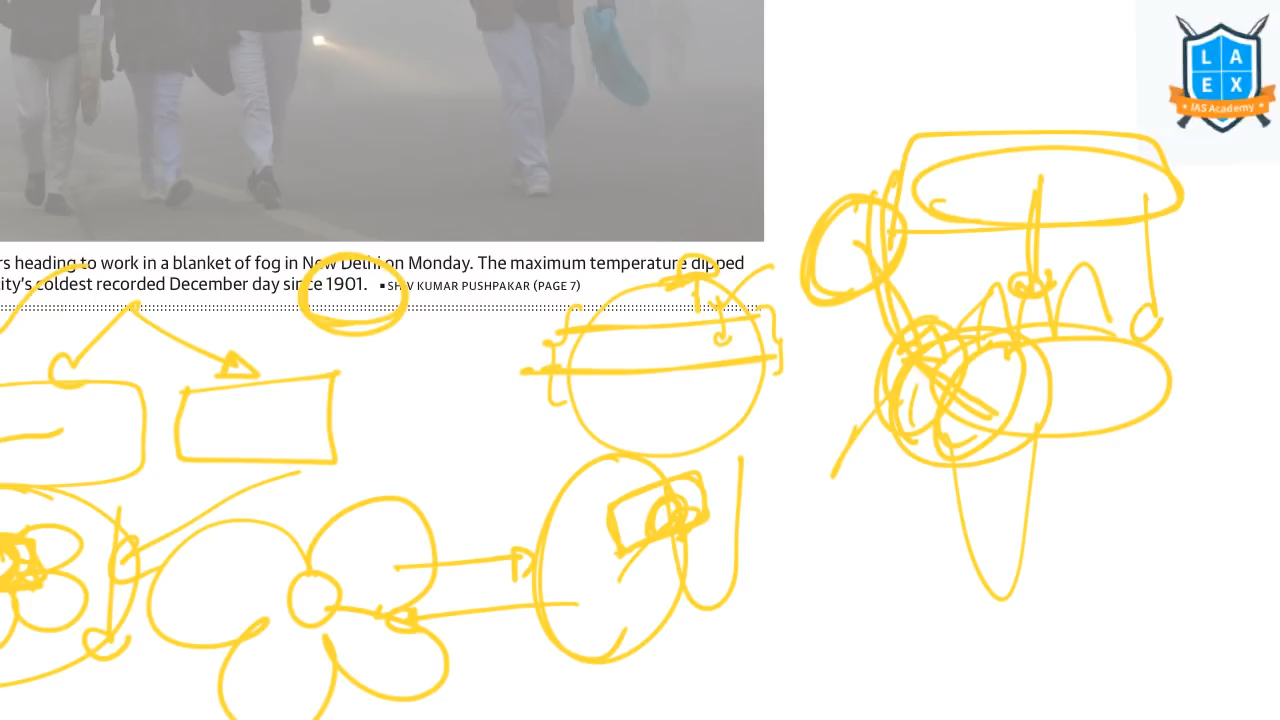 L A
E X
IAS Academy
rs heading to work in a blanket of fog in New Delhi on Monday. The maximum temperature dipped
ity's coldest recorded December day since 1901. ■ SHIV KUMAR PUSHPAKAR (PAGE 7)